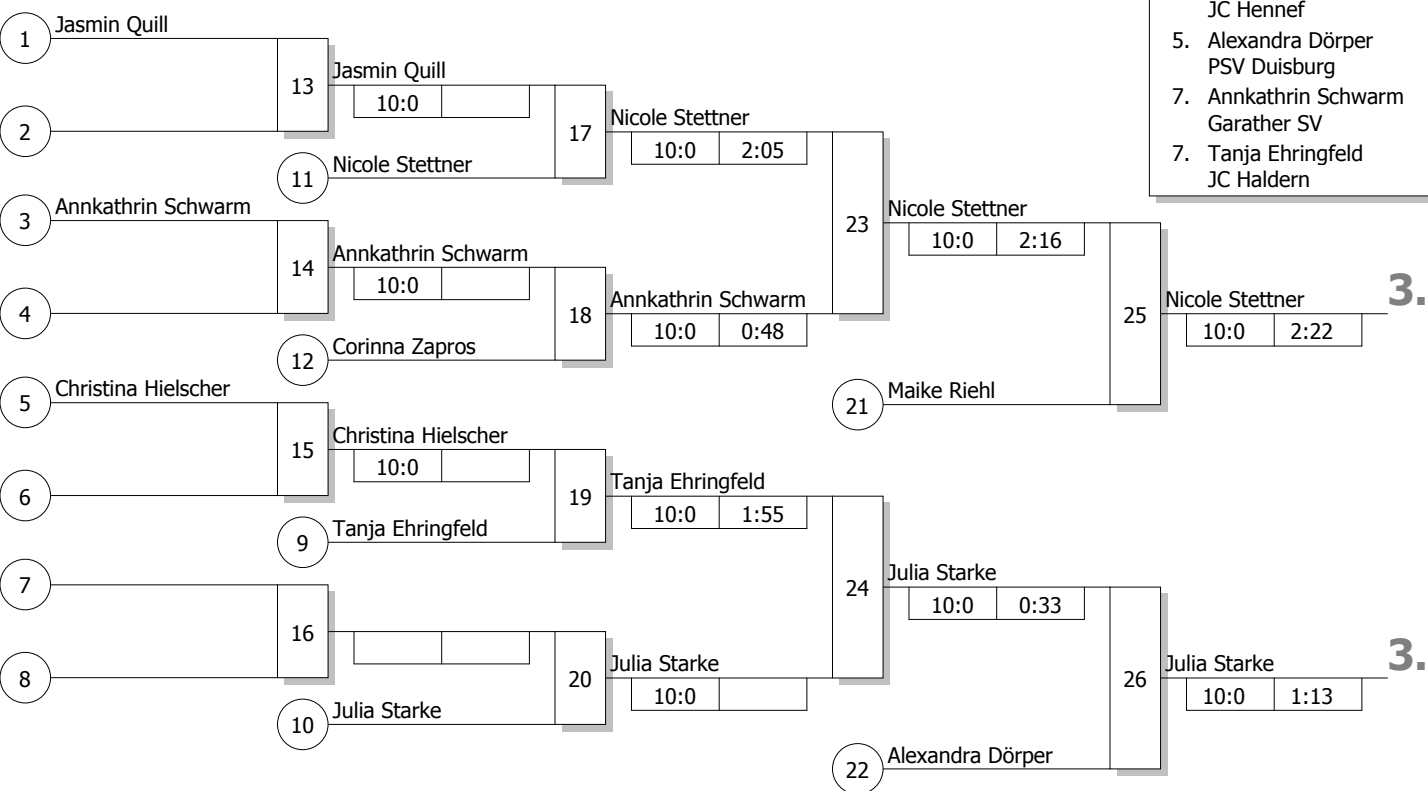 JC Hennef
5. Alexandra Dörper
PSV Duisburg
7. Annkathrin Schwarm
Garather SV
7. Tanja Ehringfeld
JC Haldern
1 Jasmin Quill
2
13
Jasmin Quill
10:0
11 Nicole Stettner
17
Nicole Stettner
10:0 2:05
3 Annkathrin Schwarm
4
14
Annkathrin Schwarm
10:0
12 Corinna Zapros
18
Annkathrin Schwarm
10:0 0:48
23
Nicole Stettner
10:0 2:16
21 Maike Riehl
25
Nicole Stettner
10:0 2:22
3.
5 Christina Hielscher
6
15
Christina Hielscher
10:0
9 Tanja Ehringfeld
19
Tanja Ehringfeld
10:0 1:55
7
8
16
10 Julia Starke
20
Julia Starke
10:0
24
Julia Starke
10:0 0:33
22 Alexandra Dörper
26
Julia Starke
10:0 1:13
3.